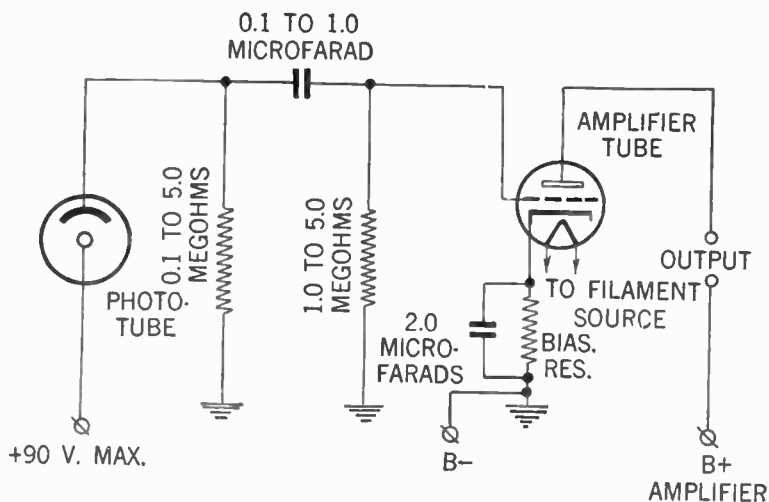 0.1 TO 1.0
MICROFARAD
AMPLIFIER
TUBE
0.1 TO 5.0
MEGOHMS
1.0 TO 5.0
MEGOHMS
PHOTO-
TUBE
OUTPUT
TO FILAMENT
SOURCE
2.0
MICRO-
FARADS
BIAS.
RES.
+90 V. MAX.
B-
B+
AMPLIFIER